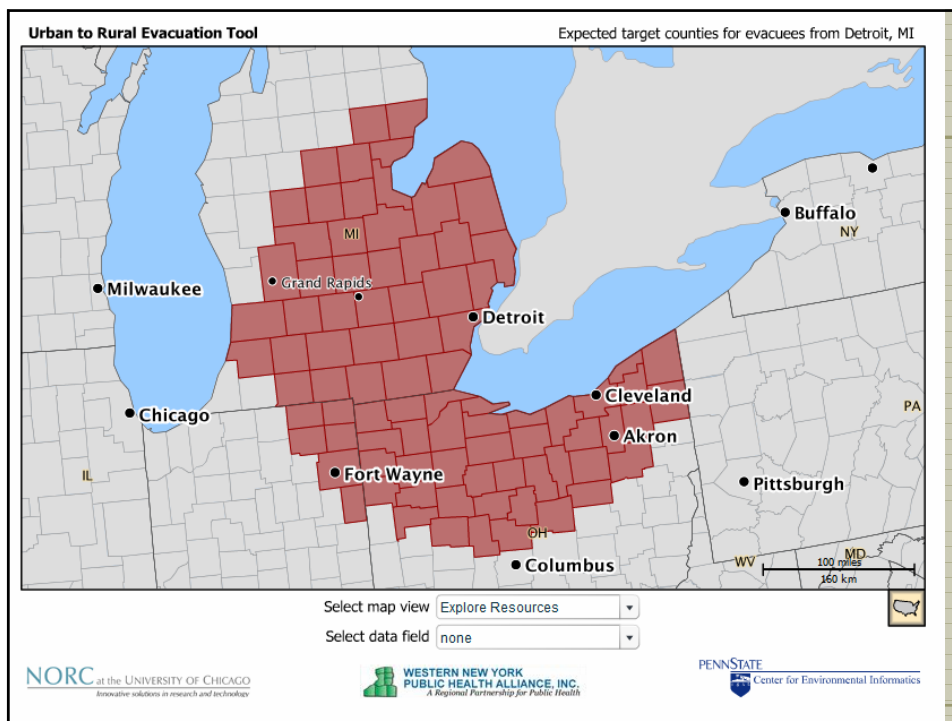 Urban to Rural Evacuation Tool
Expected target counties for evacuees from Detroit, MI
MI
Grand Rapids
Milwaukee
Detroit
Buffalo
NY
Chicago
Cleveland
Akron
PA
IL
Fort Wayne
Pittsburgh
OH
Columbus
WV
MD
100 miles
160 km
Select map view Explore Resources
Select data field none
NORC at the UNIVERSITY OF CHICAGO
Innovative solutions in research and technology
WESTERN NEW YORK
PUBLIC HEALTH ALLIANCE, INC.
A Regional Partnership for Public Health
PENNSTATE
Center for Environmental Informatics